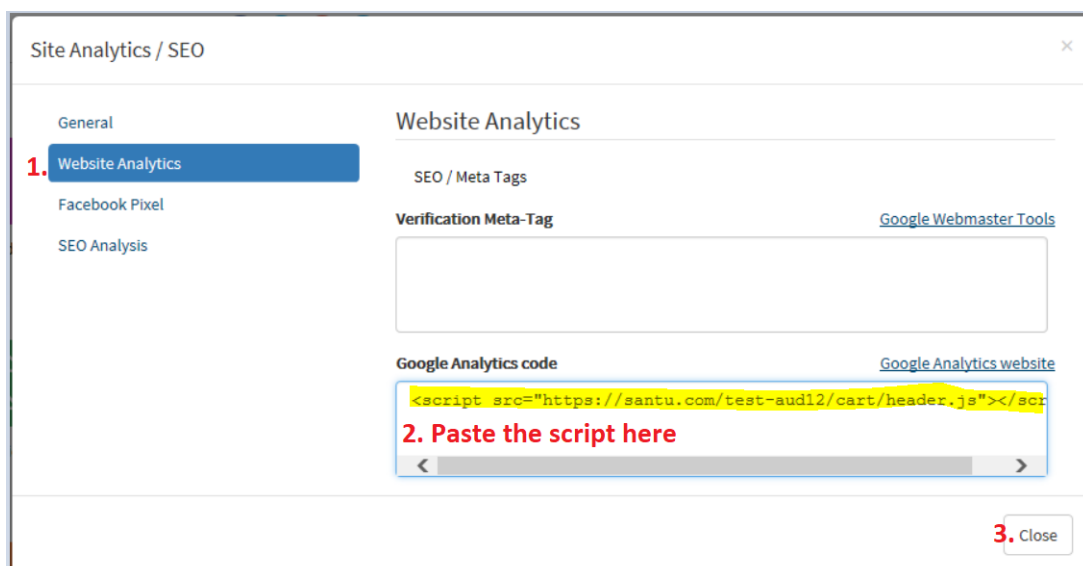 Site Analytics / SEO
×
General
1. Website Analytics
Facebook Pixel
SEO Analysis
Website Analytics
SEO / Meta Tags
Verification Meta-Tag Google Webmaster Tools
Google Analytics code Google Analytics website
<script src="https://santu.com/test-aud12/cart/header.js"></scr
2. Paste the script here
3. Close